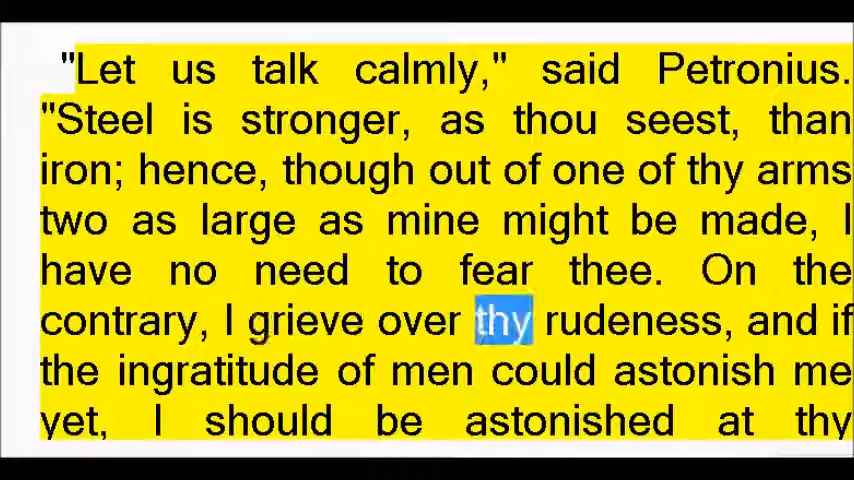 "Let us talk calmly," said Petronius.
"Steel is stronger, as thou seest, than
iron; hence, though out of one of thy arms
two as large as mine might be made, I
have no need to fear thee. On the
contrary, I grieve over thy rudeness, and if
the ingratitude of men could astonish me
yet, I should be astonished at thy